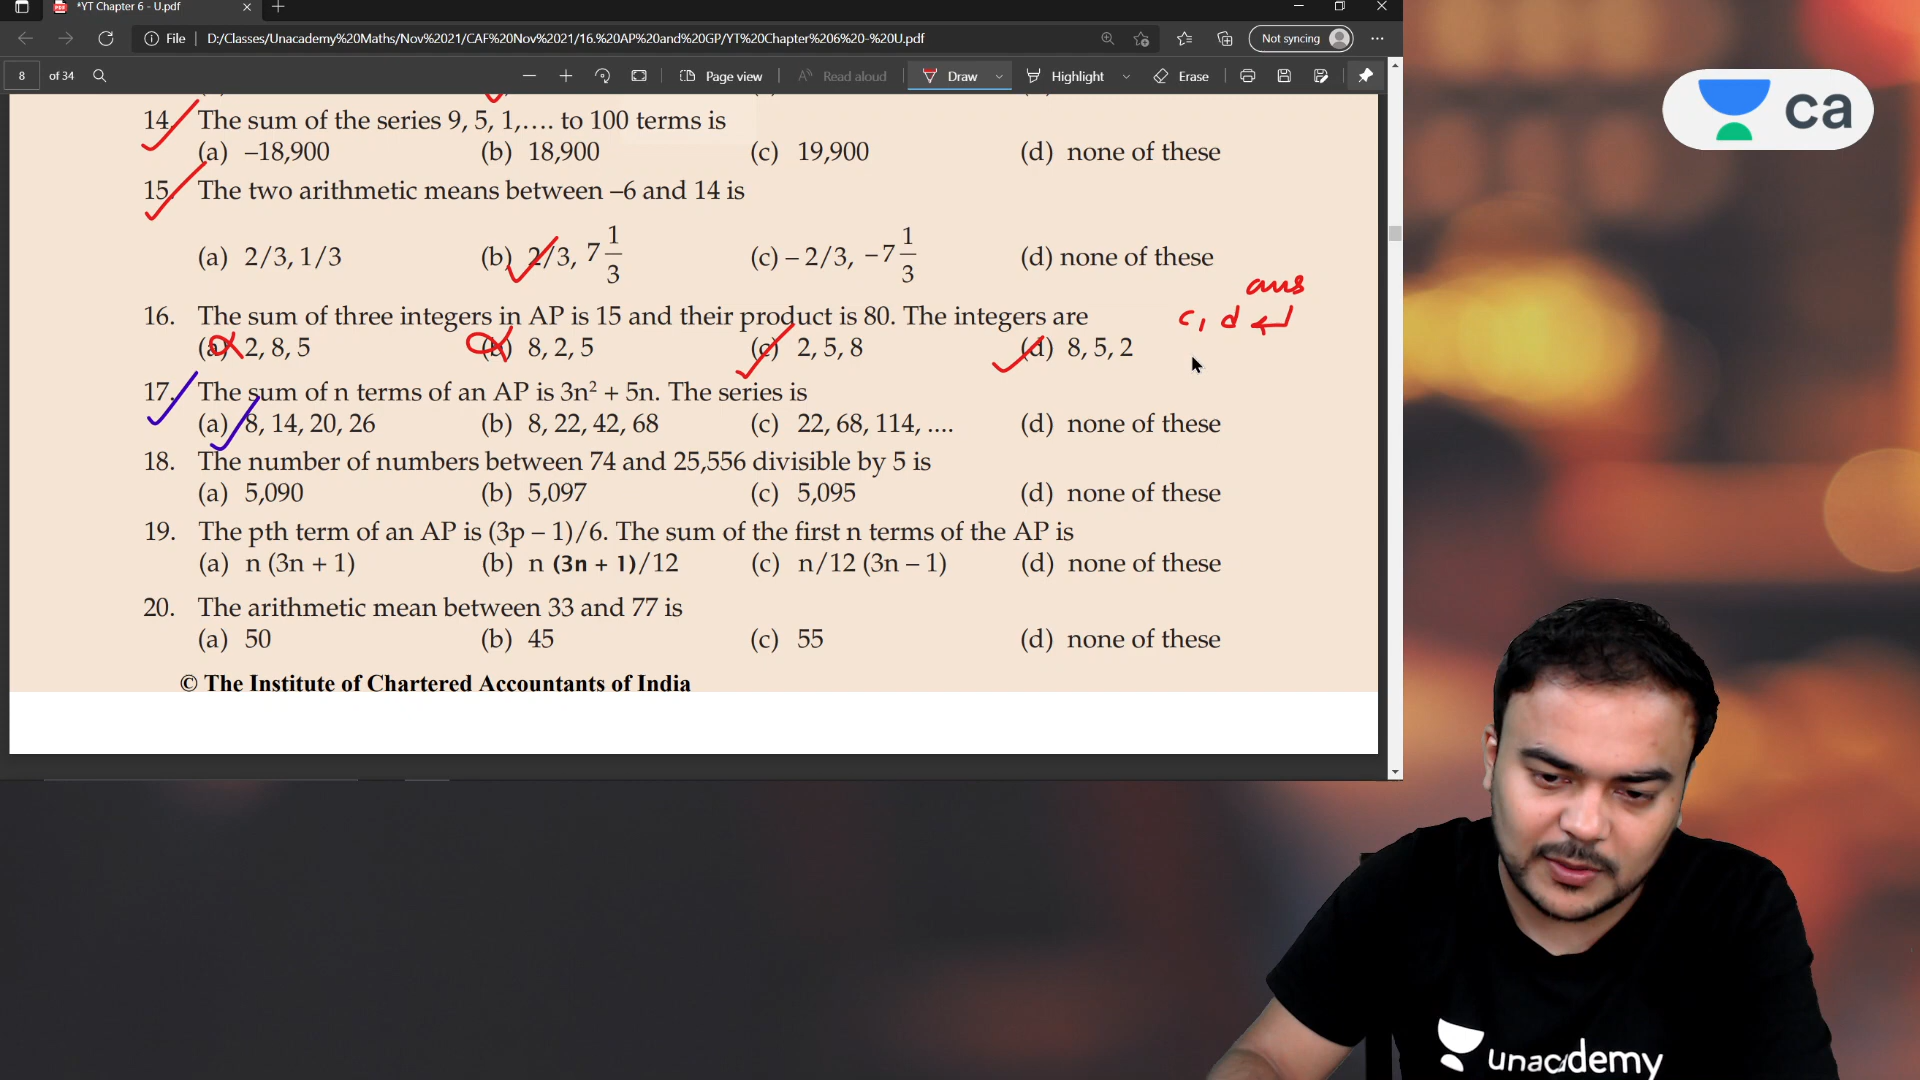 *YT Chapter 6 - U.pdf
File | D:/Classes/Unacademy%20Maths/Nov%2021/CAF%20Nov%2021/16.%20AP%20and%20GP/YT%20Chapter%206%20-%20U.pdf
Not syncing
8 of 34
Page view
Read aloud
Draw
Highlight
Erase
ca
14. The sum of the series 9, 5, 1,.... to 100 terms is
(a) –18,900 (b) 18,900 (c) 19,900 (d) none of these
15. The two arithmetic means between –6 and 14 is
(a) 2/3, 1/3 (b) 2/3, 7 1/3 (c) – 2/3, –7 1/3 (d) none of these
ans
16. The sum of three integers in AP is 15 and their product is 80. The integers are
c, d
(a) 2, 8, 5 (b) 8, 2, 5 (c) 2, 5, 8 (d) 8, 5, 2
17. The sum of n terms of an AP is 3n² + 5n. The series is
(a) 8, 14, 20, 26 (b) 8, 22, 42, 68 (c) 22, 68, 114, .... (d) none of these
18. The number of numbers between 74 and 25,556 divisible by 5 is
(a) 5,090 (b) 5,097 (c) 5,095 (d) none of these
19. The pth term of an AP is (3p – 1)/6. The sum of the first n terms of the AP is
(a) n (3n + 1) (b) n (3n + 1)/12 (c) n/12 (3n – 1) (d) none of these
20. The arithmetic mean between 33 and 77 is
(a) 50 (b) 45 (c) 55 (d) none of these
© The Institute of Chartered Accountants of India
unacademy